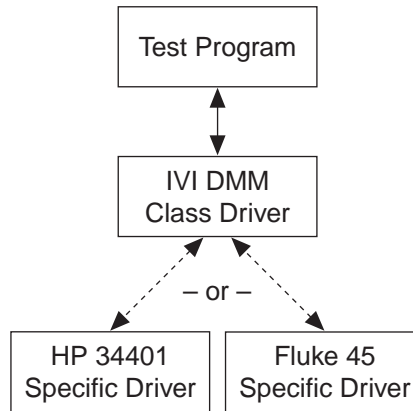 Test Program
IVI DMM
Class Driver
– or –
HP 34401
Specific Driver
Fluke 45
Specific Driver